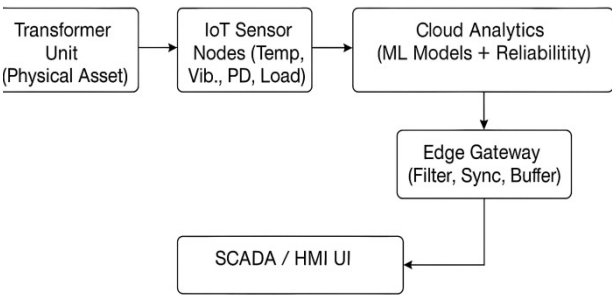 Transformer
Unit
(Physical Asset)
IoT Sensor
Nodes (Temp,
Vib., PD, Load)
Cloud Analytics
(ML Models + Reliabilitity)
Edge Gateway
(Filter, Sync, Buffer)
SCADA / HMI UI